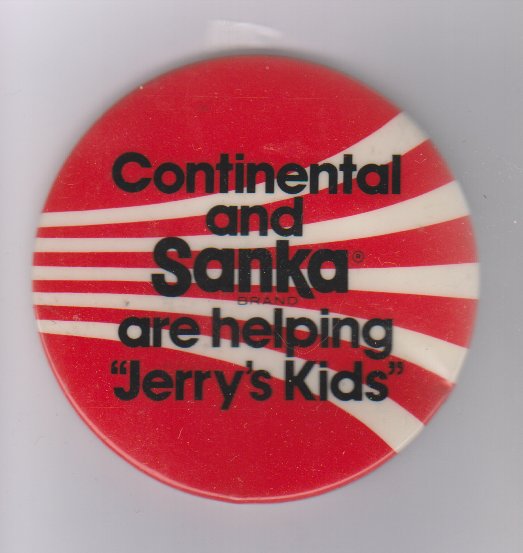 Continental
and
Sanka®
BRAND
are helping
"Jerry's Kids"